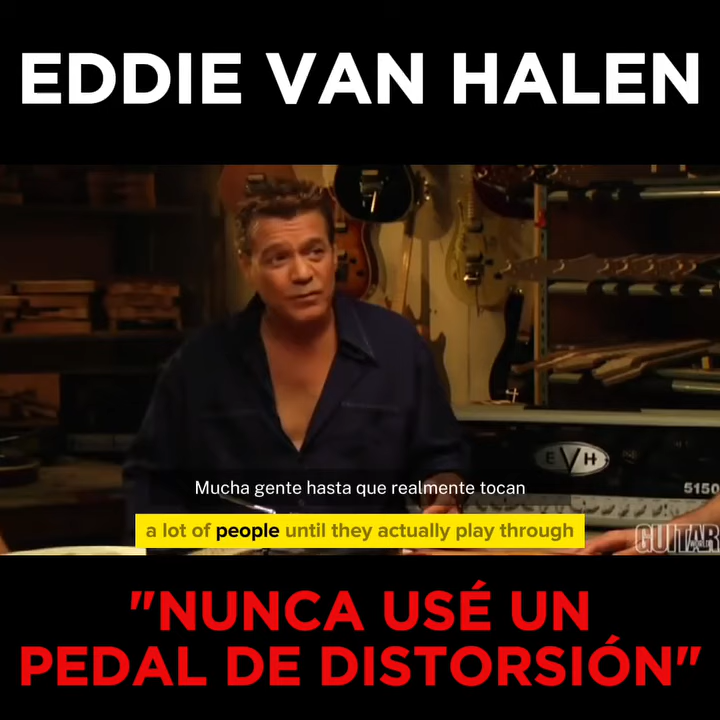 EDDIE VAN HALEN
EVH
5150
Mucha gente hasta que realmente tocan
a lot of people until they actually play through
GUITAR
WORLD
"NUNCA USÉ UN
PEDAL DE DISTORSIÓN"